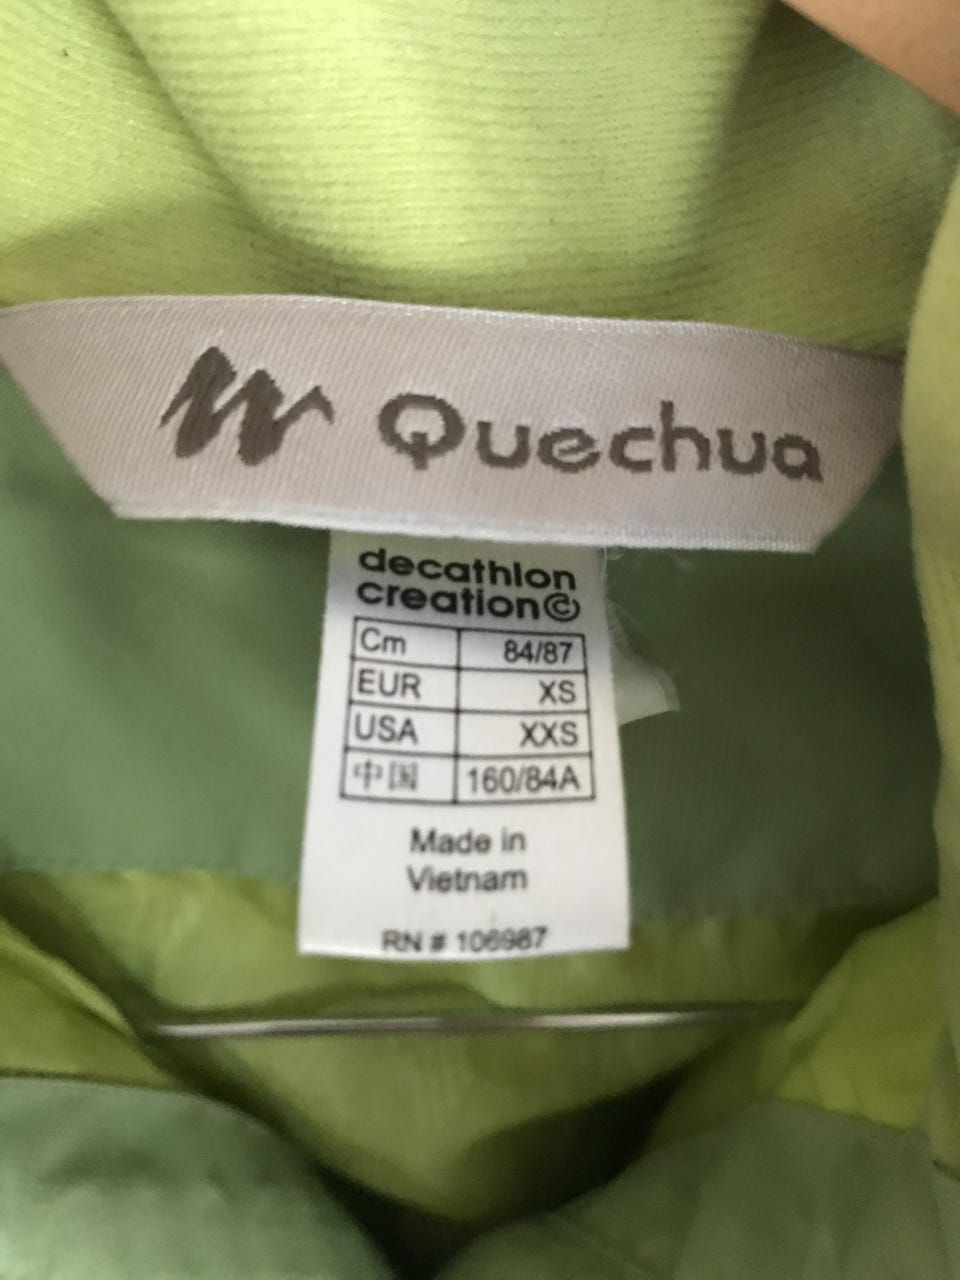 Quechua
decathlon
creation©
Cm 84/87
EUR XS
USA XXS
中国 160/84A
Made in
Vietnam
RN # 106987